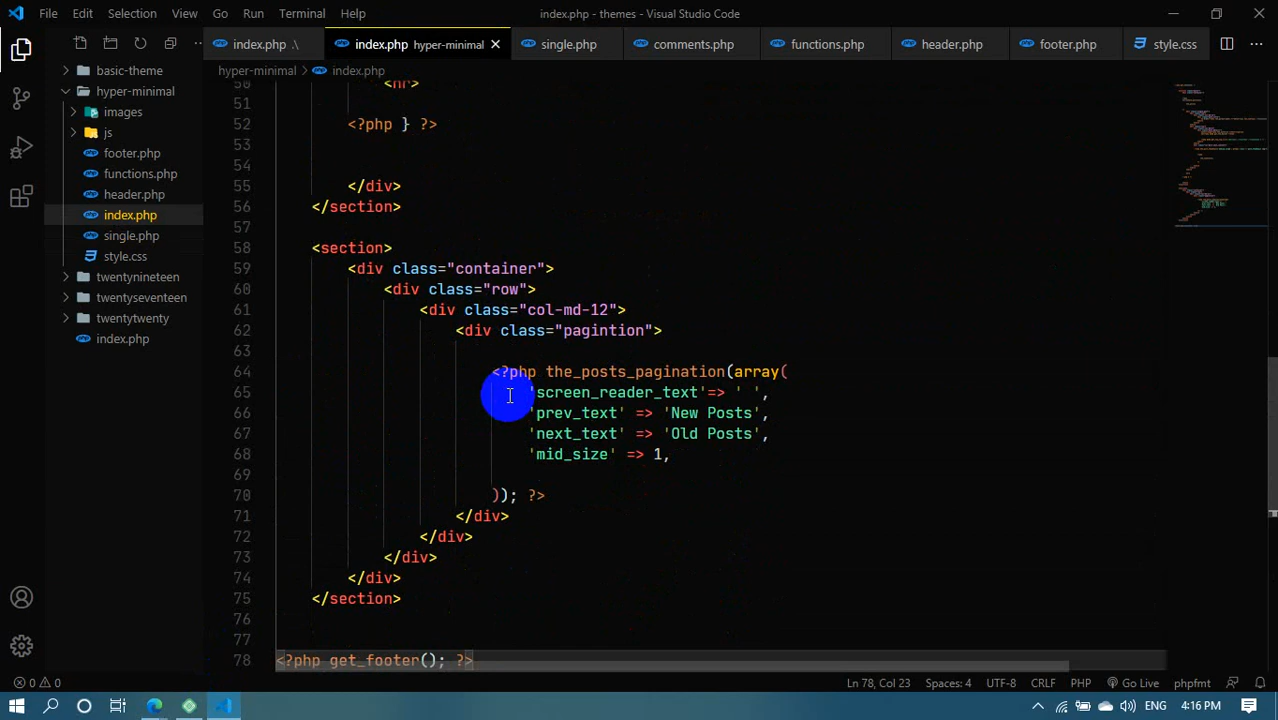 File Edit Selection View Go Run Terminal Help index.php - themes - Visual Studio Code
index.php .\ index.php hyper-minimal single.php comments.php functions.php header.php footer.php style.css
hyper-minimal > index.php
basic-theme
hyper-minimal
images
js
footer.php
functions.php
header.php
index.php
single.php
style.css
twentynineteen
twentyseventeen
twentytwenty
index.php
50 <hr>
51
52 <?php } ?>
53
54
55 </div>
56 </section>
57
58 <section>
59 <div class="container">
60 <div class="row">
61 <div class="col-md-12">
62 <div class="pagintion">
63
64 <?php the_posts_pagination(array(
65 'screen_reader_text'=> ' ',
66 'prev_text' => 'New Posts',
67 'next_text' => 'Old Posts',
68 'mid_size' => 1,
69
70 )); ?>
71 </div>
72 </div>
73 </div>
74 </div>
75 </section>
76
77
78 <?php get_footer(); ?>
0 0 Ln 78, Col 23 Spaces: 4 UTF-8 CRLF PHP Go Live phpfmt
ENG 4:16 PM